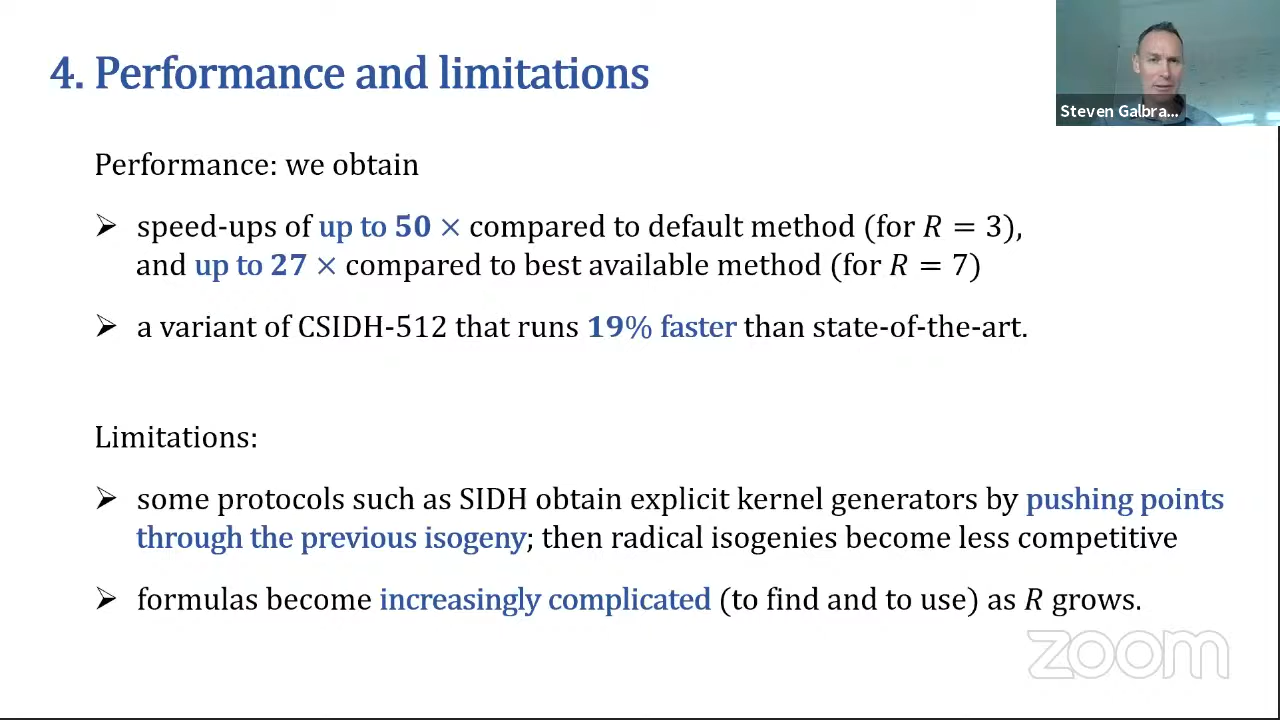 4. Performance and limitations
Steven Galbra...
Performance: we obtain
➢ speed-ups of up to 50 × compared to default method (for R = 3),
and up to 27 × compared to best available method (for R = 7)
➢ a variant of CSIDH-512 that runs 19% faster than state-of-the-art.
Limitations:
➢ some protocols such as SIDH obtain explicit kernel generators by pushing points
through the previous isogeny; then radical isogenies become less competitive
➢ formulas become increasingly complicated (to find and to use) as R grows.
zoom